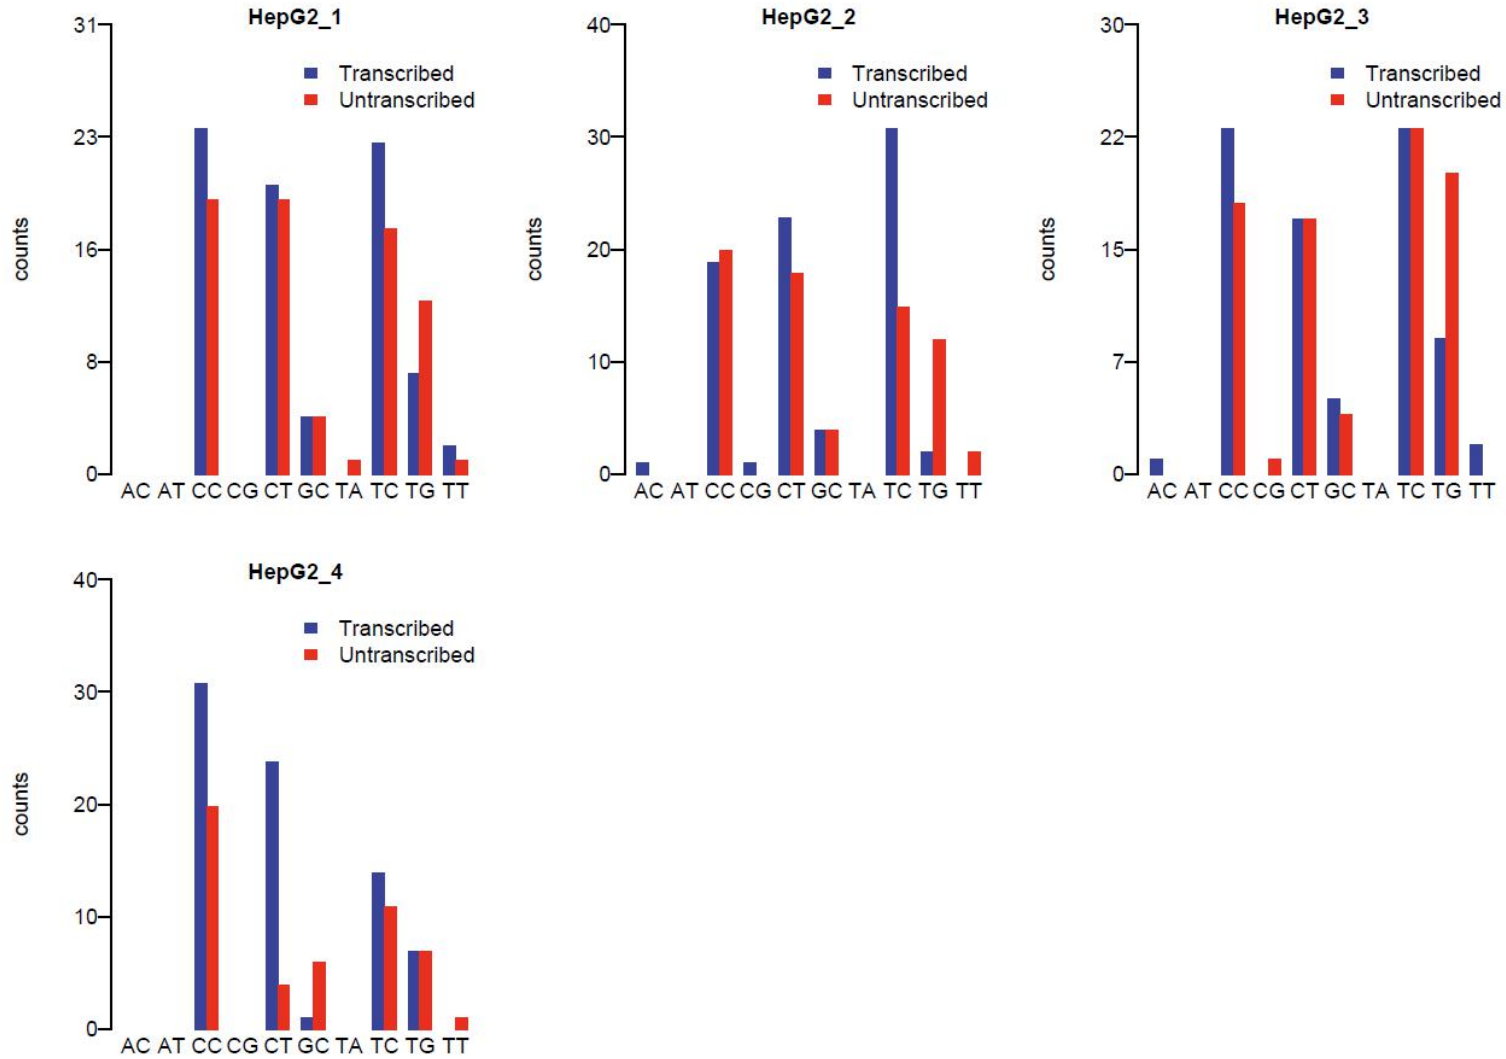 HepG2_1
31
23
16
8
0
counts
Transcribed
Untranscribed
AC AT CC CG CT GC TA TC TG TT
HepG2_2
40
30
20
10
0
counts
Transcribed
Untranscribed
AC AT CC CG CT GC TA TC TG TT
HepG2_3
30
22
15
7
0
counts
Transcribed
Untranscribed
AC AT CC CG CT GC TA TC TG TT
HepG2_4
40
30
20
10
0
counts
Transcribed
Untranscribed
AC AT CC CG CT GC TA TC TG TT